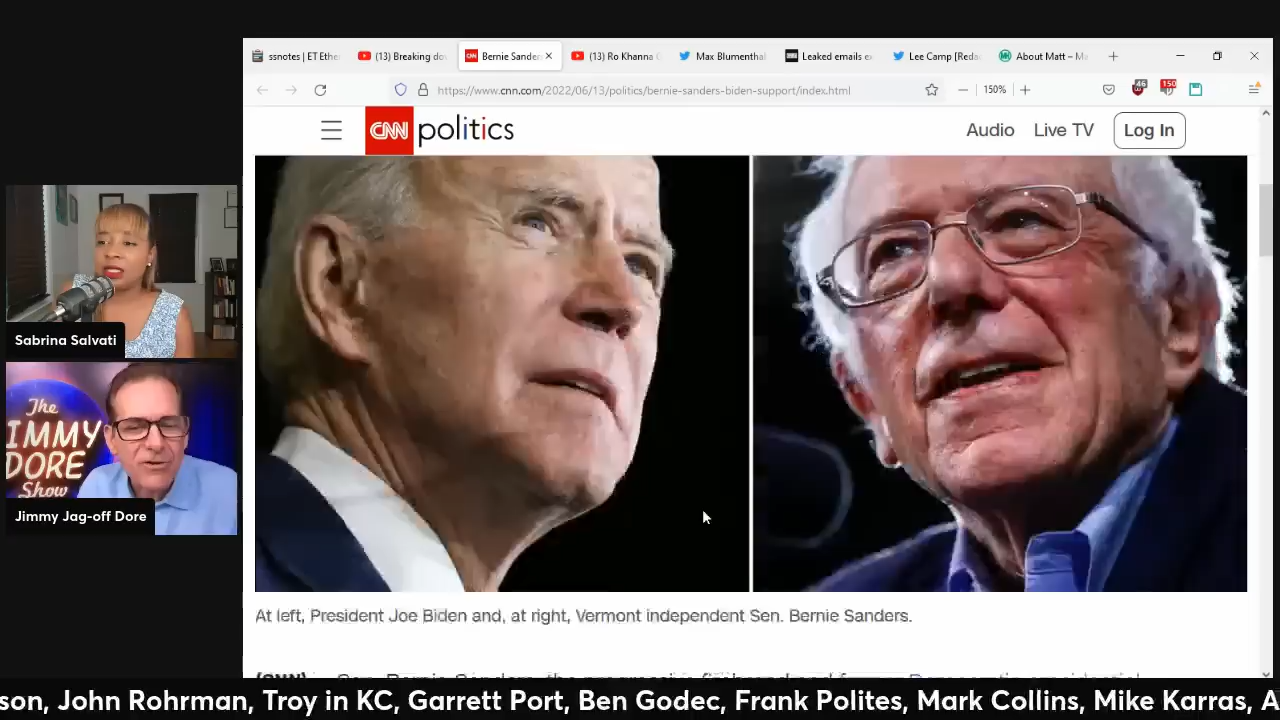 ssnotes | ET Ethe
(13) Breaking do
Bernie Sander
(13) Ro Khanna
Max Blumenthal
Leaked emails e
Lee Camp [Reda
About Matt – Ma
https://www.cnn.com/2022/06/13/politics/bernie-sanders-biden-support/index.html
150%
46
150
CNN politics
Audio
Live TV
Log In
Sabrina Salvati
The
JIMMY
DORE
Show
Jimmy Jag-off Dore
At left, President Joe Biden and, at right, Vermont independent Sen. Bernie Sanders.
son, John Rohrman, Troy in KC, Garrett Port, Ben Godec, Frank Polites, Mark Collins, Mike Karras, A